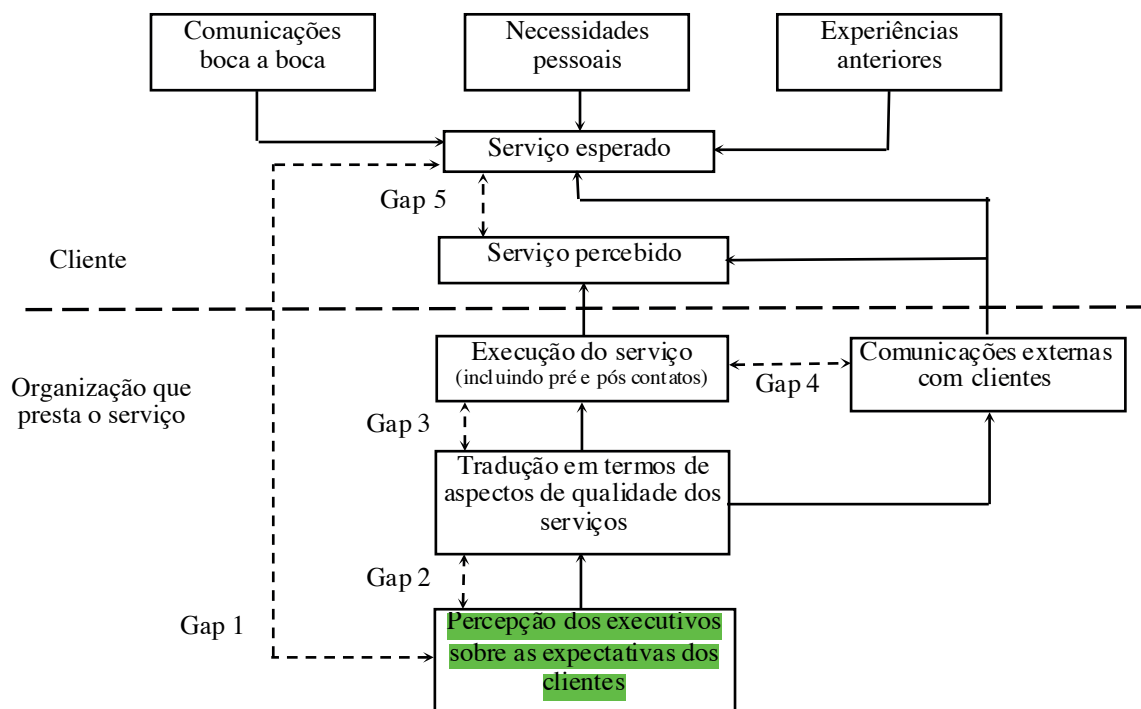 Comunicações
boca a boca
Necessidades
pessoais
Experiências
anteriores
Serviço esperado
Gap 5
Serviço percebido
Cliente
Execução do serviço
(incluindo pré e pós contatos)
Comunicações externas
com clientes
Gap 4
Organização que
presta o serviço
Gap 3
Tradução em termos de
aspectos de qualidade dos
serviços
Gap 2
Gap 1
Percepção dos executivos
sobre as expectativas dos
clientes